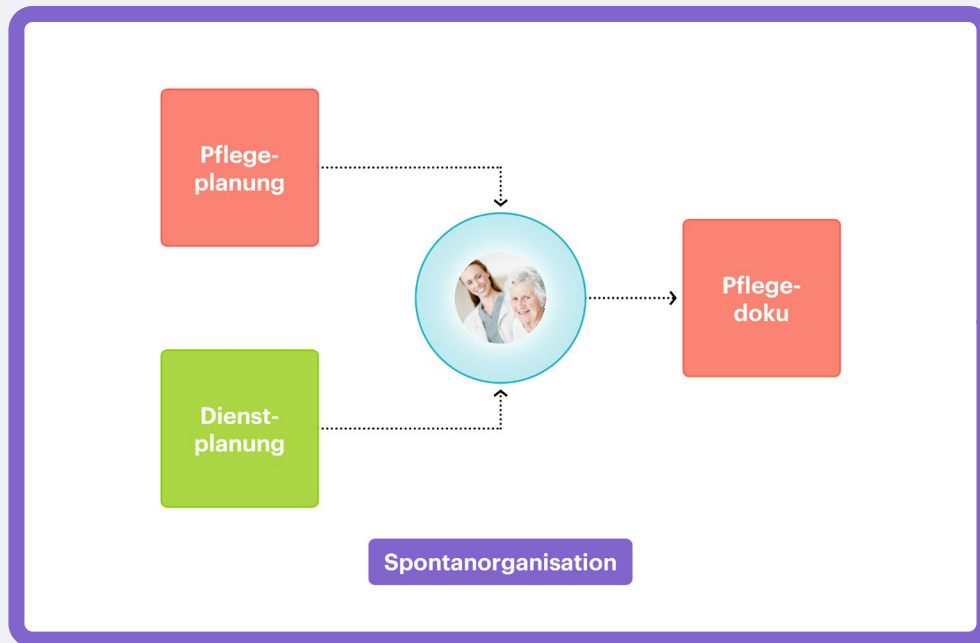 Pflege-
planung
Pflege-
doku
Dienst-
planung
Spontanorganisation